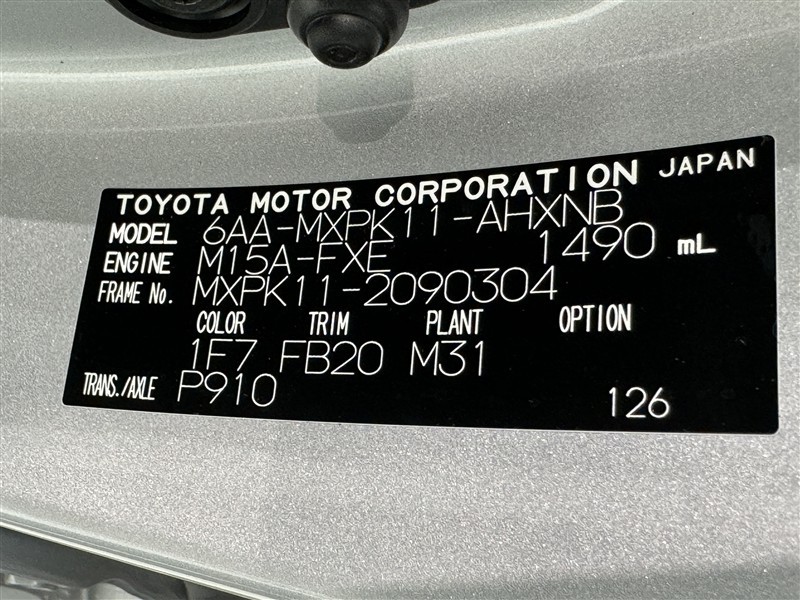 TOYOTA MOTOR CORPORATION JAPAN
MODEL 6AA-MXPK11-AHXNB
ENGINE M15A-FXE 1490 mL
FRAME No. MXPK11-2090304
COLOR TRIM PLANT OPTION
1F7 FB20 M31
TRANS./AXLE P910 126